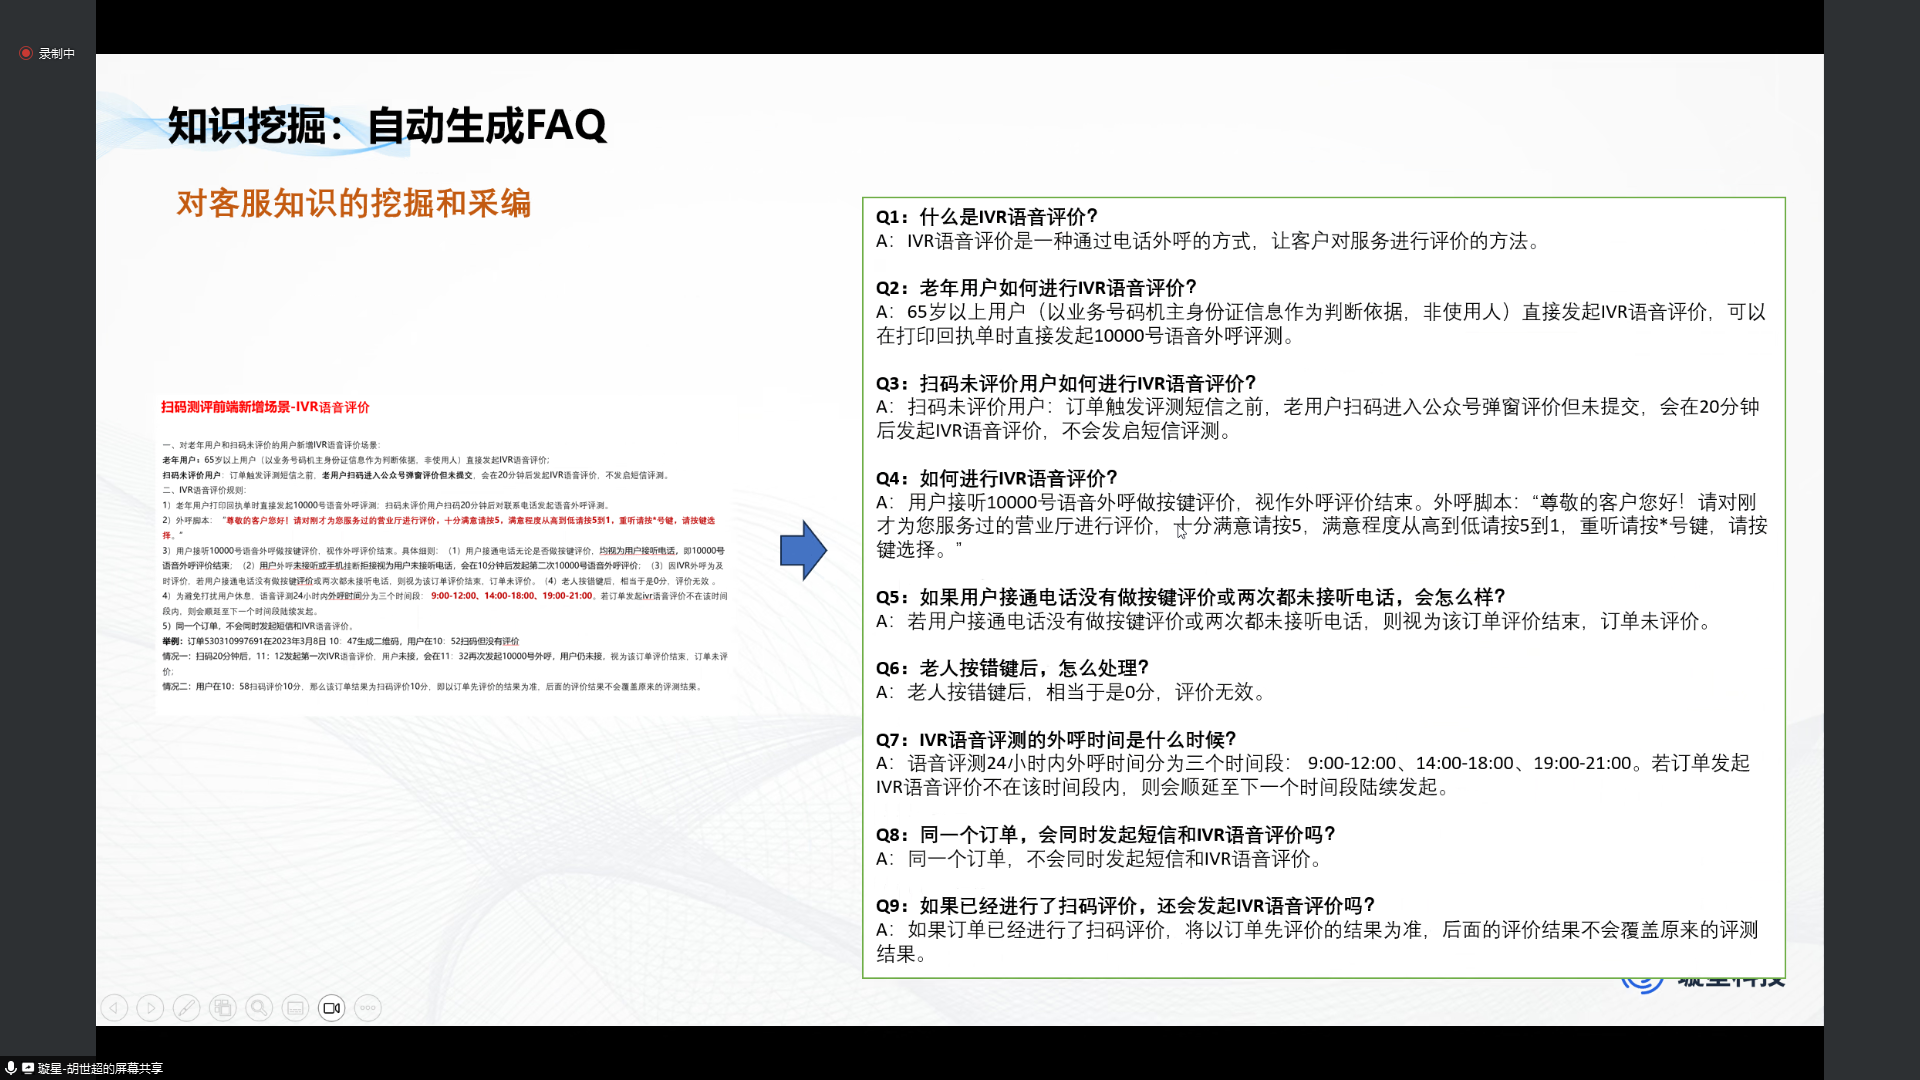 录制中
知识挖掘：自动生成FAQ
对客服知识的挖掘和采编
扫码测评前端新增场景-IVR语音评价
一、对老年用户和扫码未评价的用户新增IVR语音评价场景:
老年用户：65岁以上用户（以业务号码机主身份证信息作为判断依据，非使用人）直接发起IVR语音评价;
扫码未评价用户：订单触发评测短信之前，老用户扫码进入公众号弹窗评价但未提交，会在20分钟后发起IVR语音评价，不发启短信评测。
二、IVR语音评价规则:
1）老年用户打印回执单时直接发起10000号语音外呼评测；扫码未评价用户扫码20分钟后对联系电话发起语音外呼评测。
2）外呼脚本：“尊敬的客户您好！请对刚才为您服务过的营业厅进行评价，十分满意请按5，满意程度从高到低请按5到1，重听请按*号键，请按键选
择。”
3）用户接听10000号语音外呼做按键评价，视作外呼评价结束。具体细则：（1）用户接通电话无论是否做按键评价，均视为用户接听电话，即10000号
语音外呼评价结束；（2）用户外呼未接听或手机挂断拒接视为用户未接听电话，会在10分钟后发起第二次10000号语音外呼评价；（3）因IVR外呼为及
时评价，若用户接通电话没有做按键评价或两次都未接听电话，则视为该订单评价结束，订单未评价。（4）老人按错键后，相当于是0分，评价无效 。
4）为避免打扰用户休息，语音评测24小时内外呼时间分为三个时间段： 9:00-12:00、14:00-18:00、19:00-21:00。若订单发起ivr语音评价不在该时间
段内，则会顺延至下一个时间段陆续发起。
5）同一个订单，不会同时发起短信和IVR语音评价。
举例：订单530310997691在2023年3月8日 10：47生成二维码，用户在10：52扫码但没有评价
情况一：扫码20分钟后，11：12发起第一次IVR语音评价，用户未接，会在11：32再次发起10000号外呼，用户仍未接，视为该订单评价结束，订单未评
价;
情况二：用户在10：58扫码评价10分，那么该订单结果为扫码评价10分，即以订单先评价的结果为准，后面的评价结果不会覆盖原来的评测结果。
Q1：什么是IVR语音评价？
A：IVR语音评价是一种通过电话外呼的方式，让客户对服务进行评价的方法。
Q2：老年用户如何进行IVR语音评价？
A：65岁以上用户（以业务号码机主身份证信息作为判断依据，非使用人）直接发起IVR语音评价，可以
在打印回执单时直接发起10000号语音外呼评测。
Q3：扫码未评价用户如何进行IVR语音评价？
A：扫码未评价用户：订单触发评测短信之前，老用户扫码进入公众号弹窗评价但未提交，会在20分钟
后发起IVR语音评价，不会发启短信评测。
Q4：如何进行IVR语音评价？
A：用户接听10000号语音外呼做按键评价，视作外呼评价结束。外呼脚本：“尊敬的客户您好！请对刚
才为您服务过的营业厅进行评价，十分满意请按5，满意程度从高到低请按5到1，重听请按*号键，请按
键选择。”
Q5：如果用户接通电话没有做按键评价或两次都未接听电话，会怎么样？
A：若用户接通电话没有做按键评价或两次都未接听电话，则视为该订单评价结束，订单未评价。
Q6：老人按错键后，怎么处理？
A：老人按错键后，相当于是0分，评价无效。
Q7：IVR语音评测的外呼时间是什么时候？
A：语音评测24小时内外呼时间分为三个时间段： 9:00-12:00、14:00-18:00、19:00-21:00。若订单发起
IVR语音评价不在该时间段内，则会顺延至下一个时间段陆续发起。
Q8：同一个订单，会同时发起短信和IVR语音评价吗？
A：同一个订单，不会同时发起短信和IVR语音评价。
Q9：如果已经进行了扫码评价，还会发起IVR语音评价吗？
A：如果订单已经进行了扫码评价，将以订单先评价的结果为准，后面的评价结果不会覆盖原来的评测
结果。
璇星科技
璇星-胡世超的屏幕共享